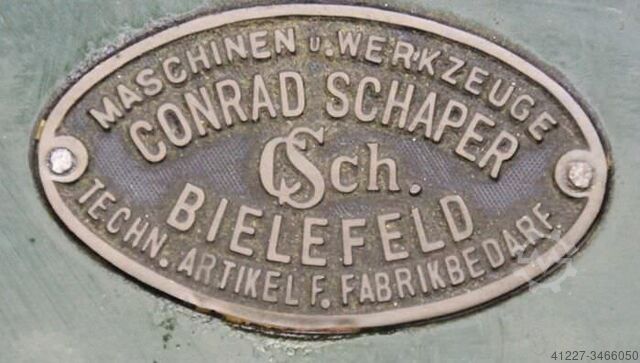 MASCHINEN U. WERKZEUGE
CONRAD SCHAPER
CSch.
BIELEFELD
TECHN. ARTIKEL F. FABRIKBEDARF
41227-3466050